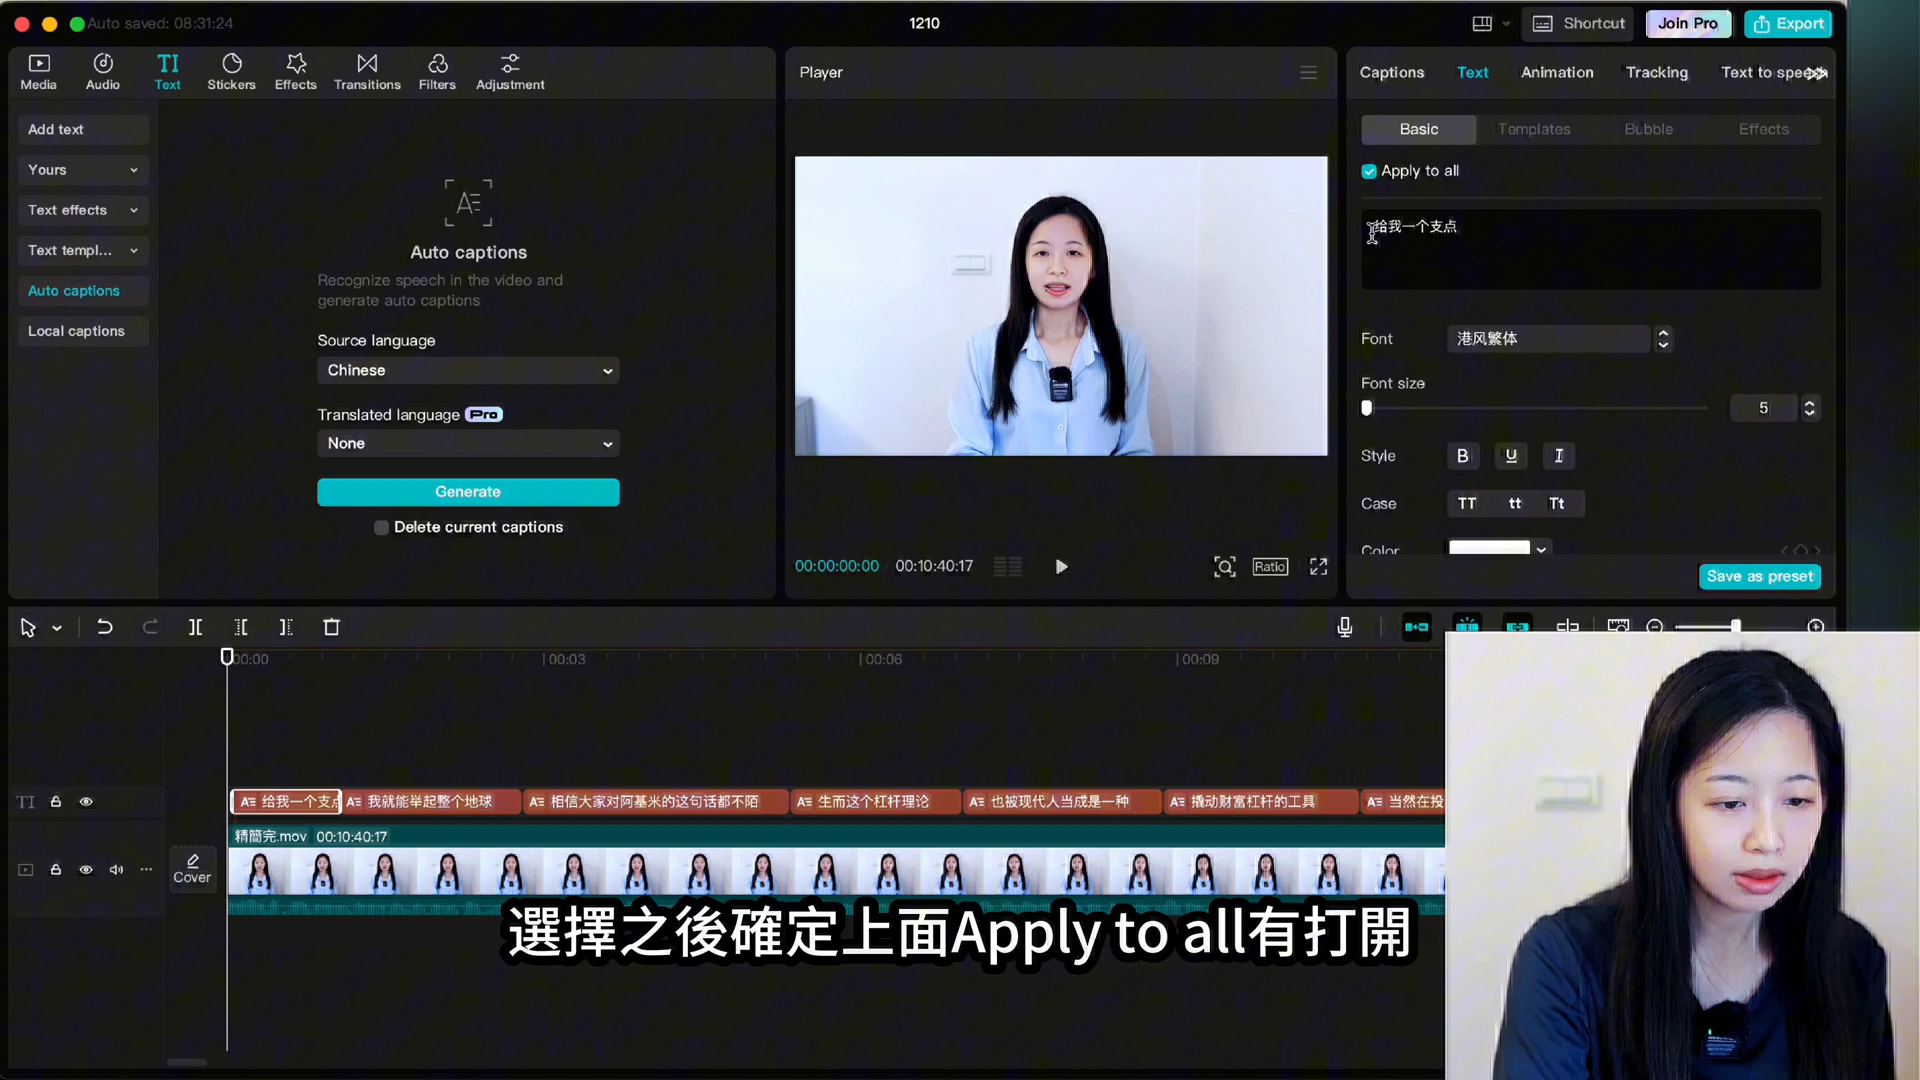 Auto saved: 08:31:24
1210
Shortcut
Join Pro
Export
Media
Audio
TI
Text
Stickers
Effects
Transitions
Filters
Adjustment
Add text
Yours
Text effects
Text templ...
Auto captions
Local captions
Auto captions
Recognize speech in the video and
generate auto captions
Source language
Chinese
Translated language Pro
None
Generate
Delete current captions
Player
00:00:00:00 00:10:40:17
Ratio
Captions
Text
Animation
Tracking
Text to speech
Basic
Templates
Bubble
Effects
Apply to all
给我一个支点
Font
港风繁体
Font size
5
Style
B U I
Case
TT tt Tt
Color
Save as preset
00:00
00:03
00:06
00:09
TI
给我一个支点
我就能举起整个地球
相信大家对阿基米的这句话都不陌
生而这个杠杆理论
也被现代人当成是一种
撬动财富杠杆的工具
当然在投
精簡完.mov 00:10:40:17
Cover
選擇之後確定上面Apply to all有打開